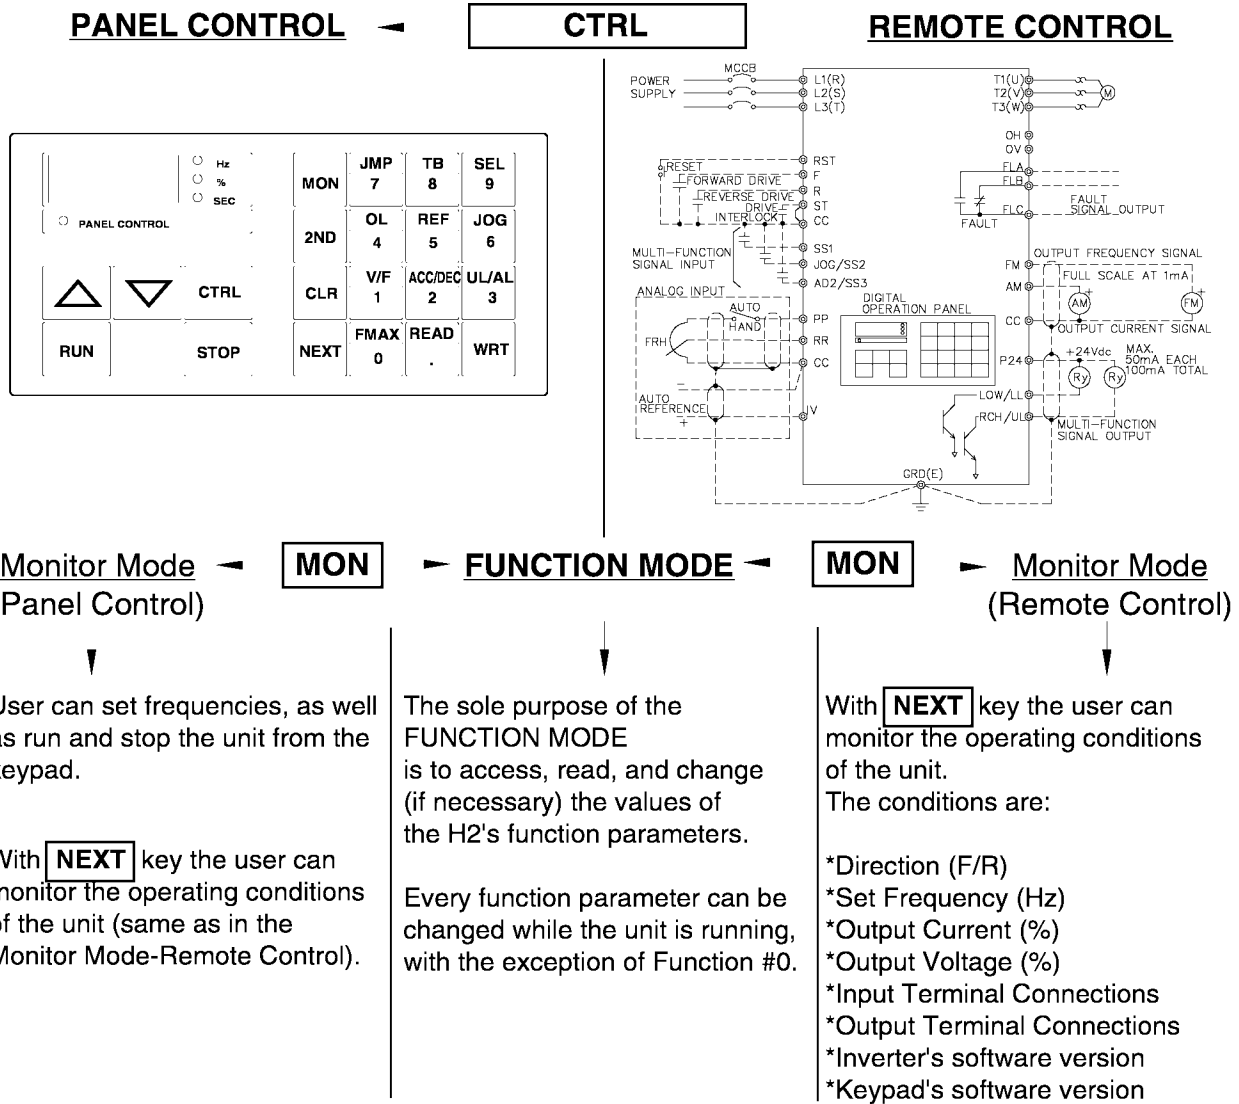 PANEL CONTROL
CTRL
REMOTE CONTROL
Hz
%
SEC
PANEL CONTROL
MON
JMP
7
TB
8
SEL
9
2ND
OL
4
REF
5
JOG
6
CTRL
CLR
V/F
1
ACC/DEC
2
UL/AL
3
RUN
STOP
NEXT
FMAX
0
READ
.
WRT
POWER
SUPPLY
MCCB
L1(R)
L2(S)
L3(T)
T1(U)
T2(V)
T3(W)
M
OH
OV
RESET
RST
FORWARD DRIVE
F
REVERSE DRIVE
R
DRIVE
INTERLOCK
ST
CC
FLA
FLB
FLC
FAULT
FAULT
SIGNAL OUTPUT
MULTI-FUNCTION
SIGNAL INPUT
SS1
JOG/SS2
AD2/SS3
OUTPUT FREQUENCY SIGNAL
FM
FULL SCALE AT 1mA
AM
AM
+
FM
+
CC
OUTPUT CURRENT SIGNAL
ANALOG INPUT
AUTO
HAND
FRH
PP
RR
CC
DIGITAL
OPERATION PANEL
P24
+24Vdc
MAX.
50mA EACH
100mA TOTAL
Ry
Ry
LOW/LL
RCH/UL
MULTI-FUNCTION
SIGNAL OUTPUT
AUTO
REFERENCE
−
+
IV
GRD(E)
Monitor Mode
(Panel Control)
MON
FUNCTION MODE
MON
Monitor Mode
(Remote Control)
User can set frequencies, as well
as run and stop the unit from the
keypad.
With NEXT key the user can
monitor the operating conditions
of the unit (same as in the
Monitor Mode-Remote Control).
The sole purpose of the
FUNCTION MODE
is to access, read, and change
(if necessary) the values of
the H2's function parameters.
Every function parameter can be
changed while the unit is running,
with the exception of Function #0.
With NEXT key the user can
monitor the operating conditions
of the unit.
The conditions are:
*Direction (F/R)
*Set Frequency (Hz)
*Output Current (%)
*Output Voltage (%)
*Input Terminal Connections
*Output Terminal Connections
*Inverter's software version
*Keypad's software version